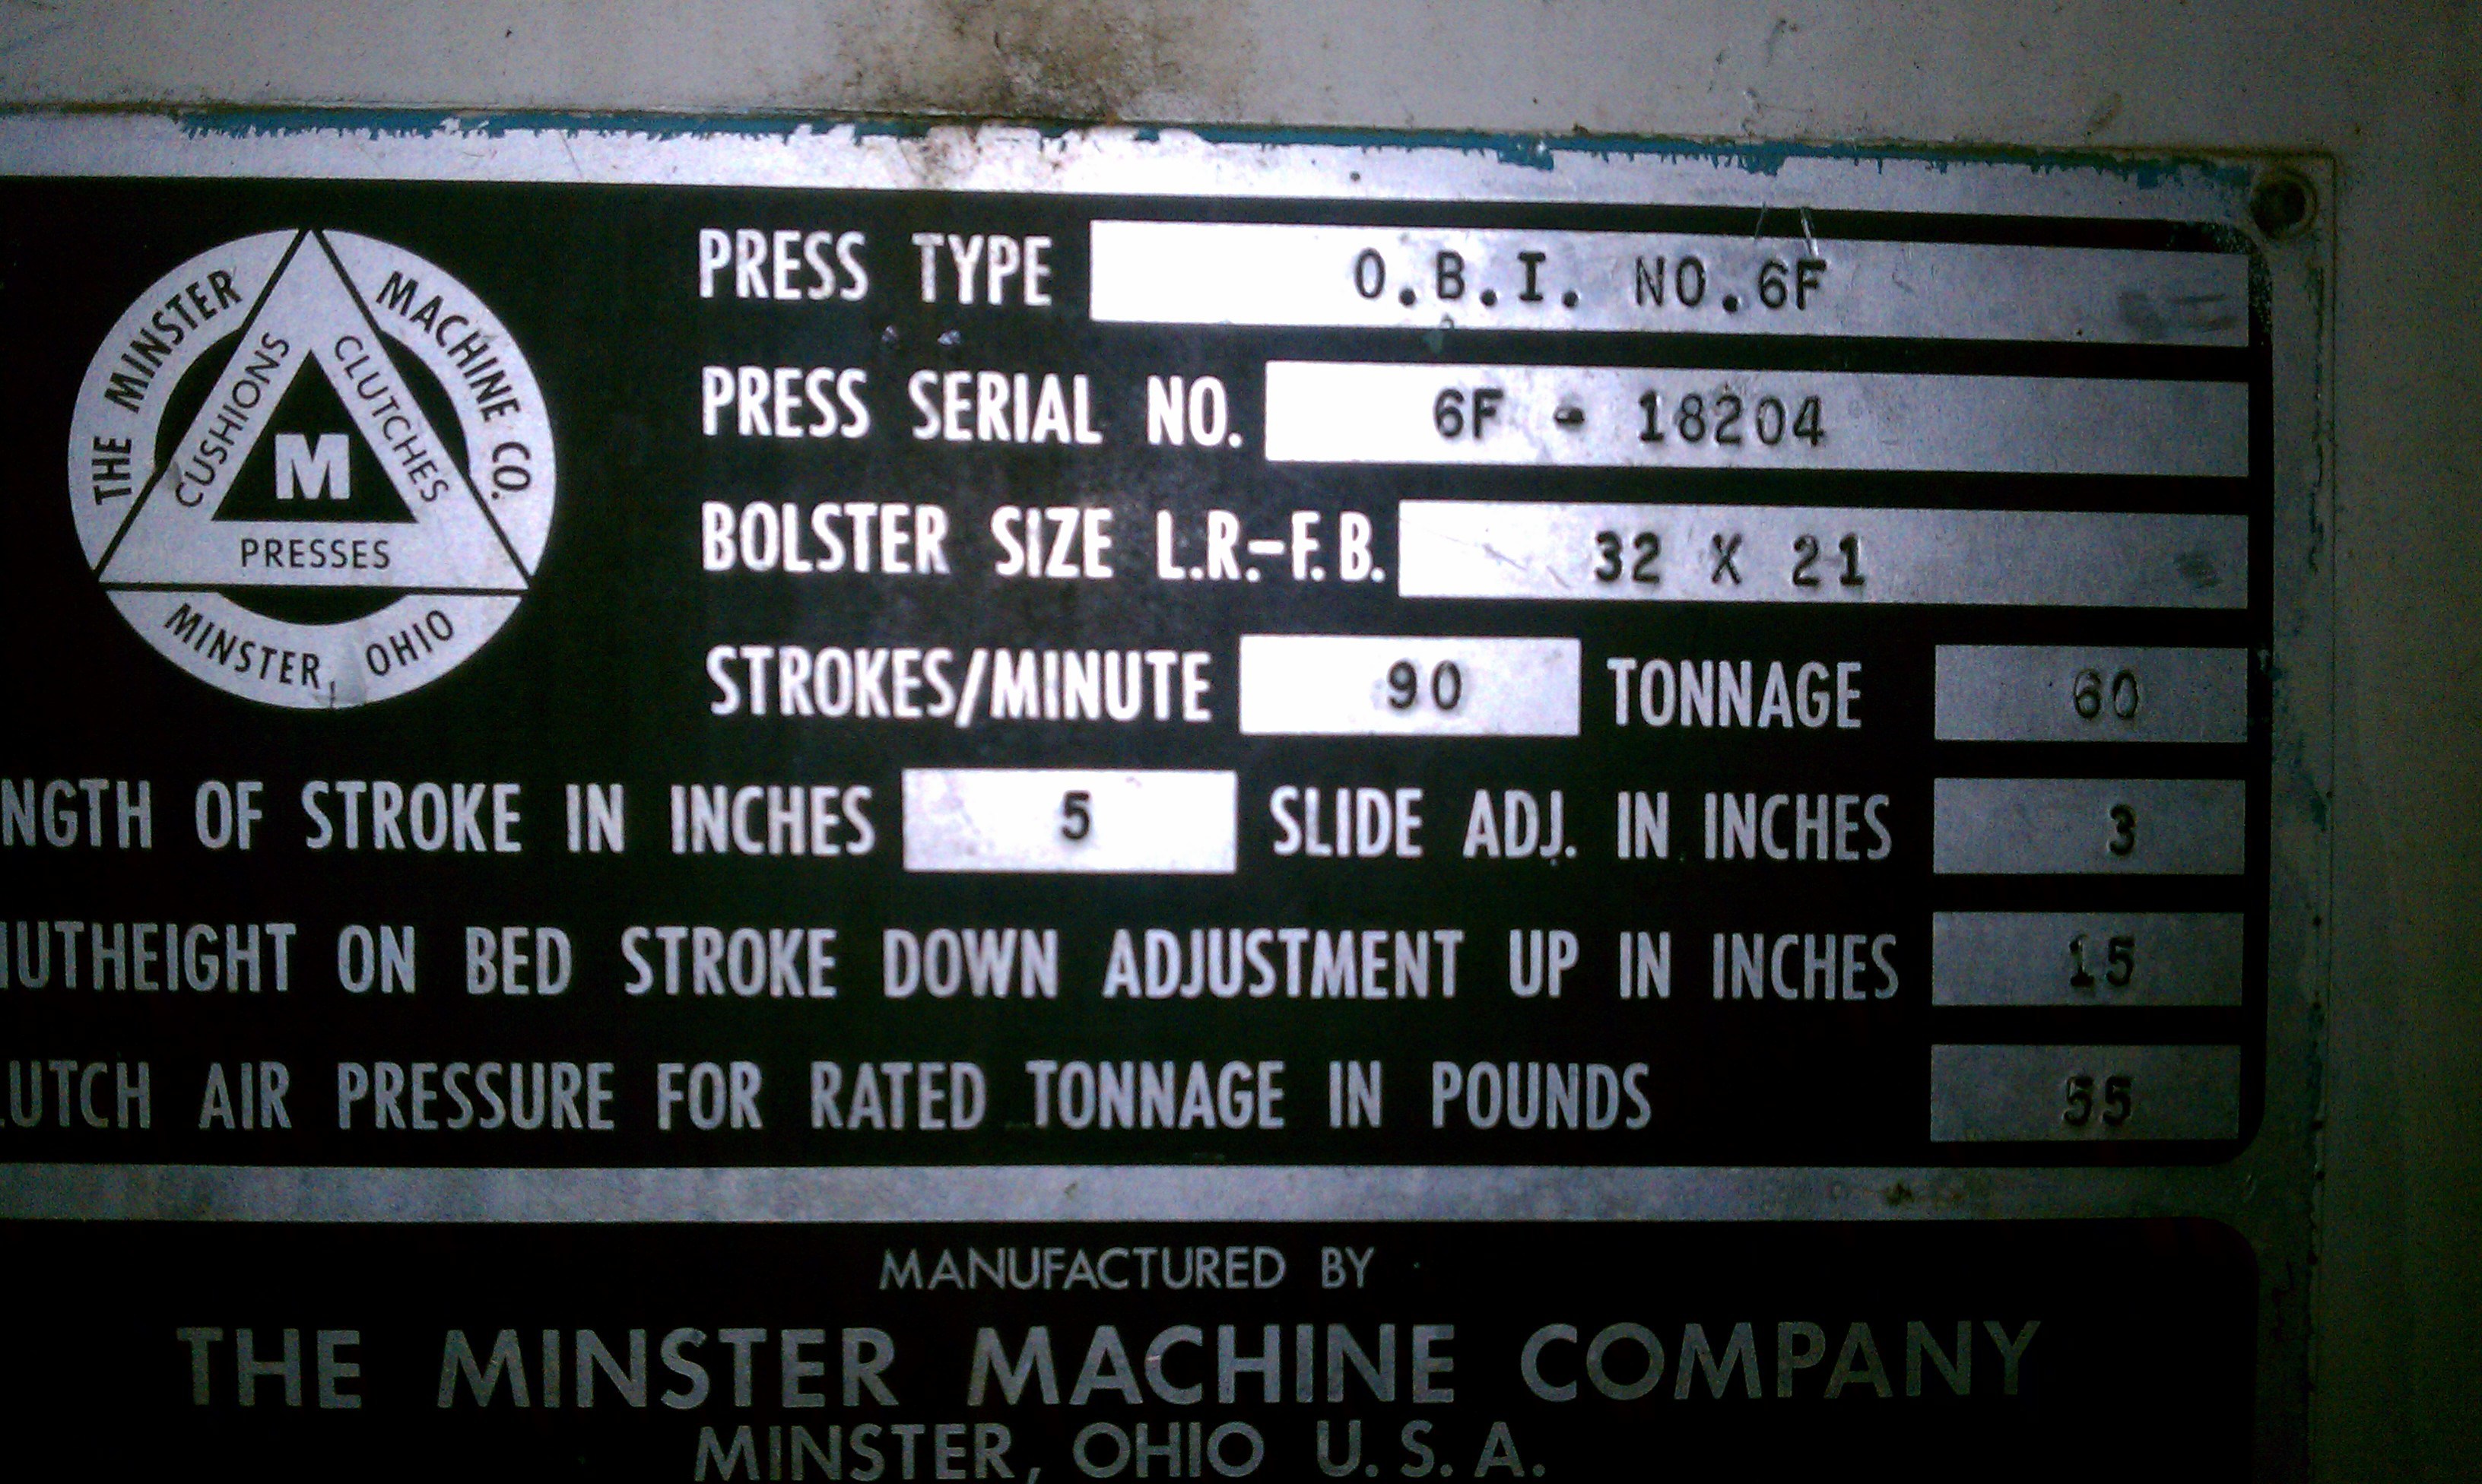 THE MINSTER MACHINE CO.
CUSHIONS CLUTCHES
M
PRESSES
MINSTER, OHIO
PRESS TYPE O.B.I. NO.6F
PRESS SERIAL NO. 6F - 18204
BOLSTER SIZE L.R.-F.B. 32 X 21
STROKES/MINUTE 90 TONNAGE 60
NGTH OF STROKE IN INCHES 5 SLIDE ADJ. IN INCHES 3
UTHEIGHT ON BED STROKE DOWN ADJUSTMENT UP IN INCHES 15
UTCH AIR PRESSURE FOR RATED TONNAGE IN POUNDS 55
MANUFACTURED BY
THE MINSTER MACHINE COMPANY
MINSTER, OHIO U.S.A.